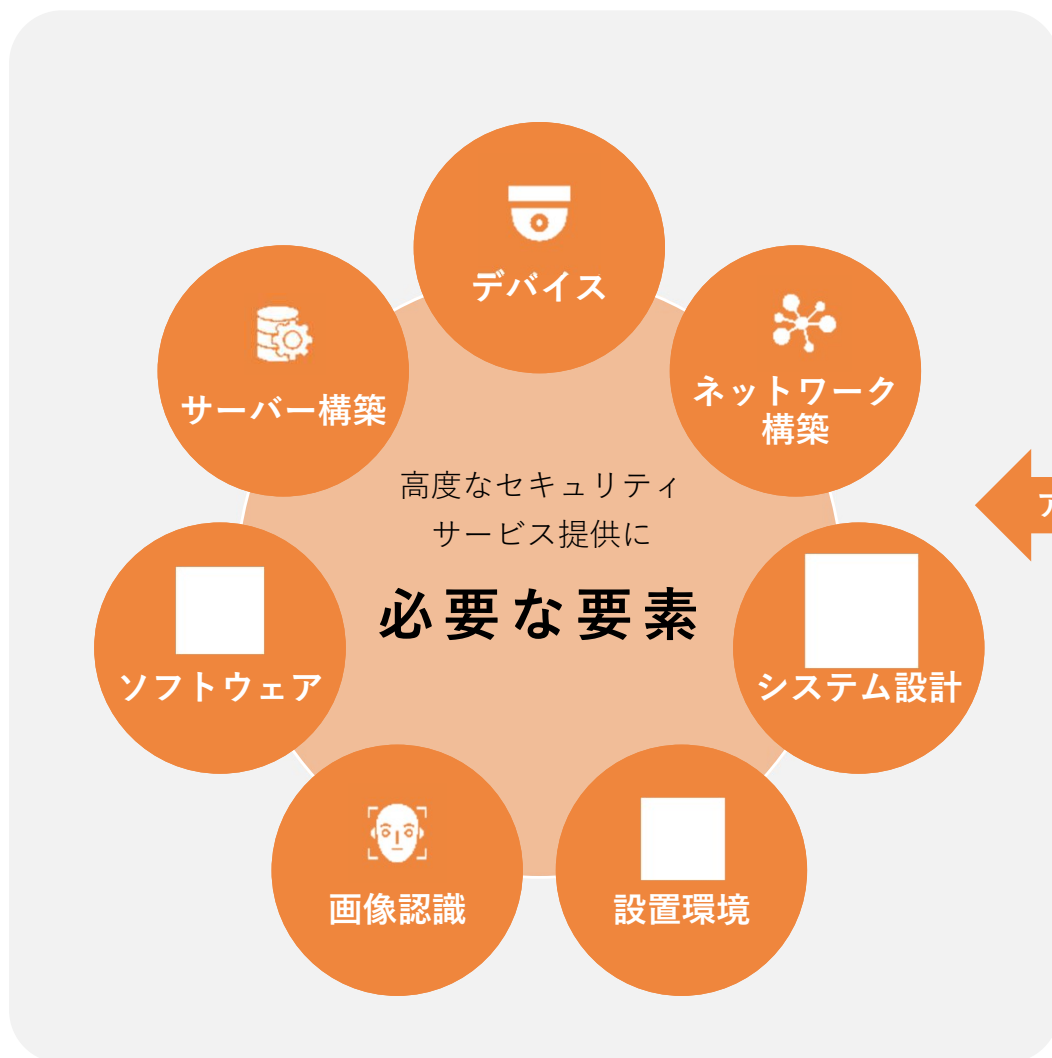 デバイス
サーバー構築
ネットワーク
構築
高度なセキュリティ
サービス提供に
必要な要素
ソフトウェア
システム設計
画像認識
設置環境